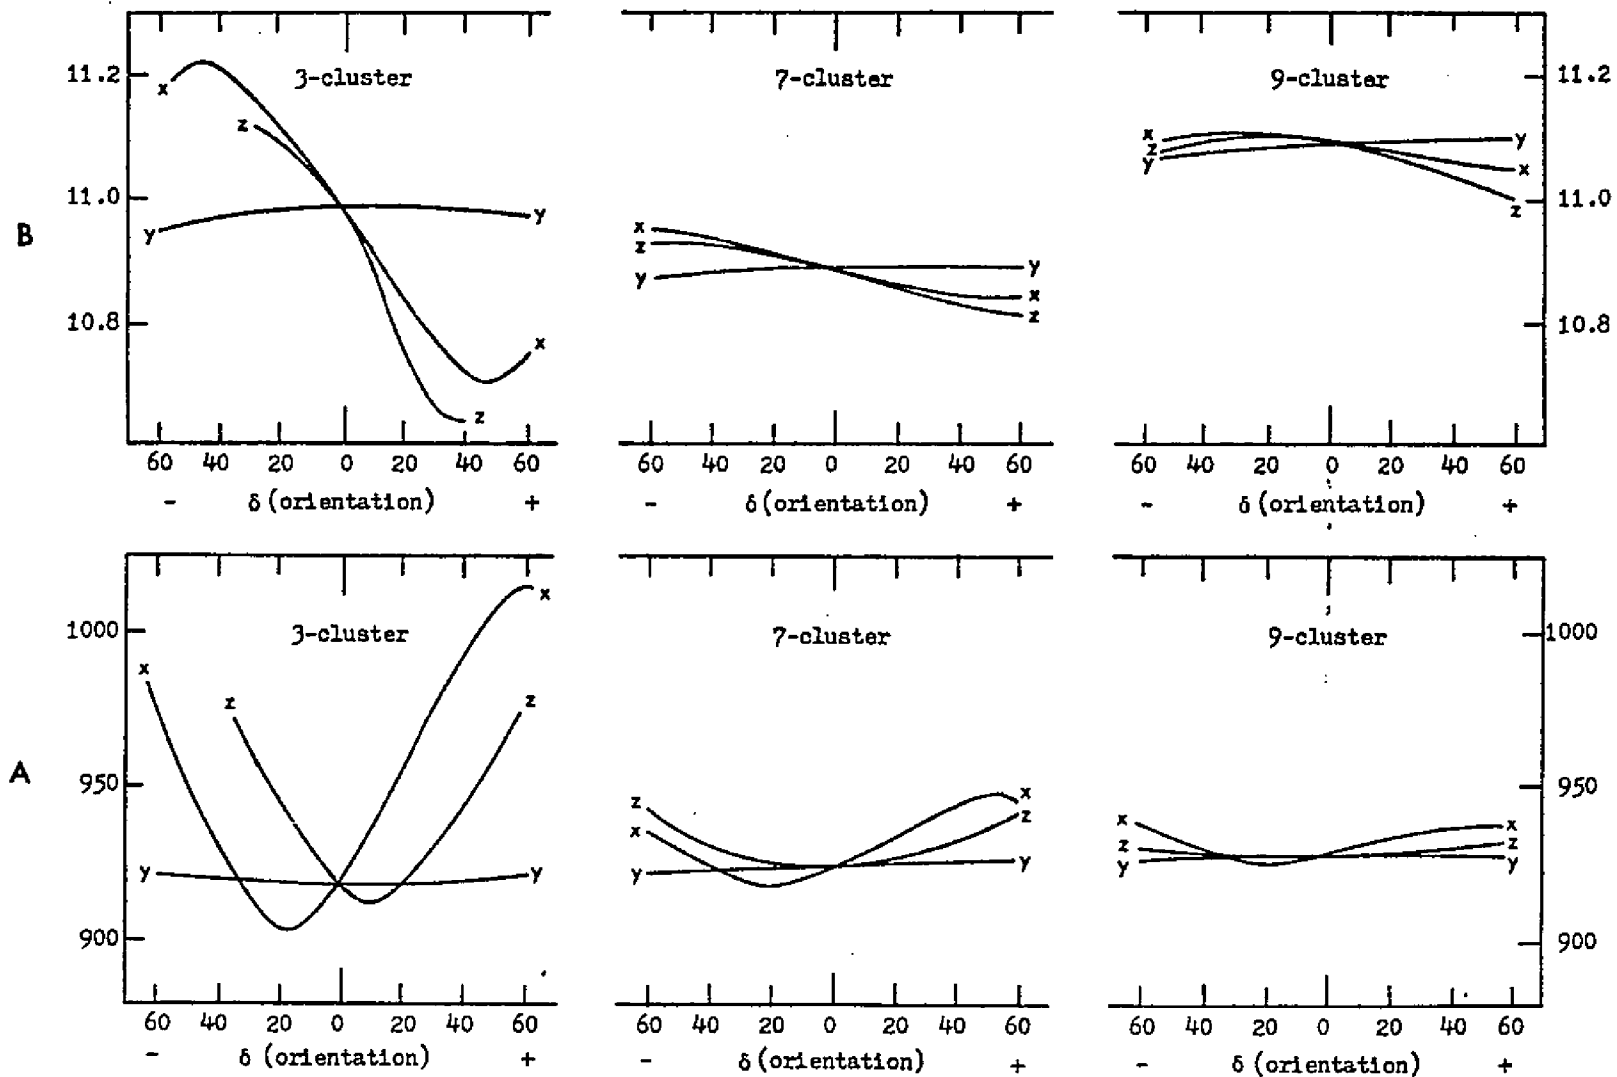 11.2 3-cluster 7-cluster 9-cluster 11.2
x
z x y
z x
B 11.0 y y x y z y 11.0
x z
y x z
10.8 x 10.8
z
60 40 20 0 20 40 60 60 40 20 0 20 40 60 60 40 20 0 20 40 60
- δ (orientation) + - δ (orientation) + - δ (orientation) +
1000 3-cluster x 7-cluster 9-cluster 1000
x
z z
A 950 z x x z x x 950
y y y y z y z y
900 900
60 40 20 0 20 40 60 60 40 20 0 20 40 60 60 40 20 0 20 40 60
- δ (orientation) + - δ (orientation) + - δ (orientation) +